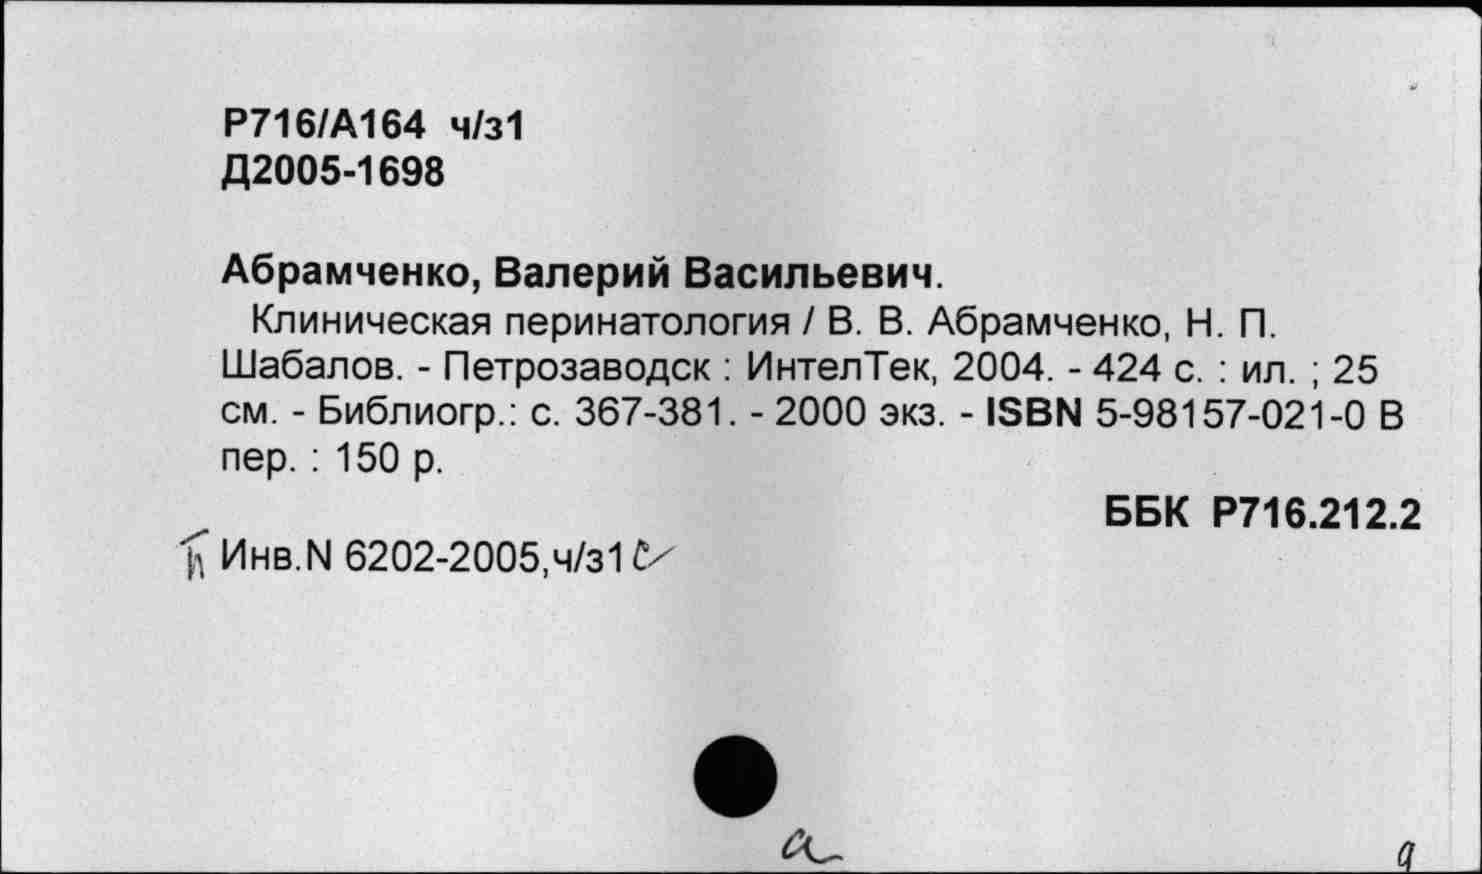 Р716/А164 ч/з1
Д2005-1698
Абрамченко, Валерий Васильевич.
Клиническая перинатология / В. В. Абрамченко, Н. П.
Шабалов. - Петрозаводск : ИнтелТек, 2004. - 424 с. : ил. ; 25
см. - Библиогр.: с. 367-381. - 2000 экз. - ISBN 5-98157-021-0 В
пер. : 150 р.
ББК Р716.212.2
Инв.N 6202-2005,ч/з1
а